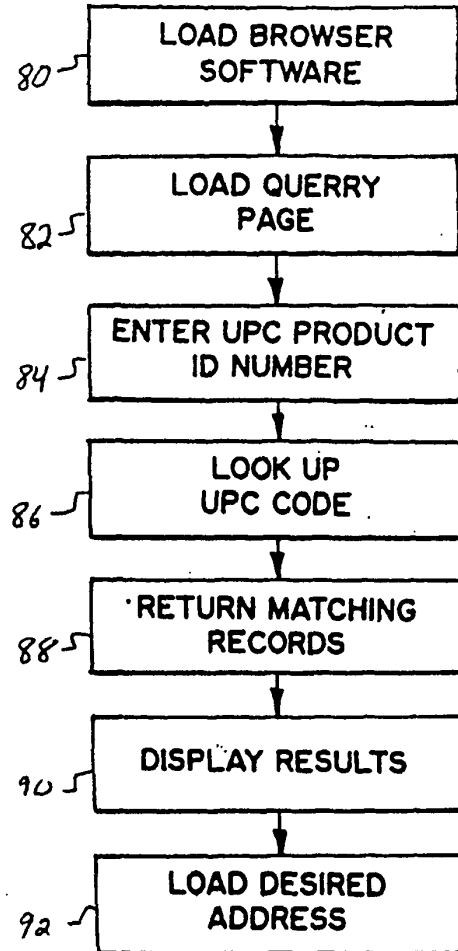 LOAD BROWSER
SOFTWARE
80
LOAD QUERRY
PAGE
82
ENTER UPC PRODUCT
ID NUMBER
84
LOOK UP
UPC CODE
86
RETURN MATCHING
RECORDS
88
DISPLAY RESULTS
90
LOAD DESIRED
ADDRESS
92